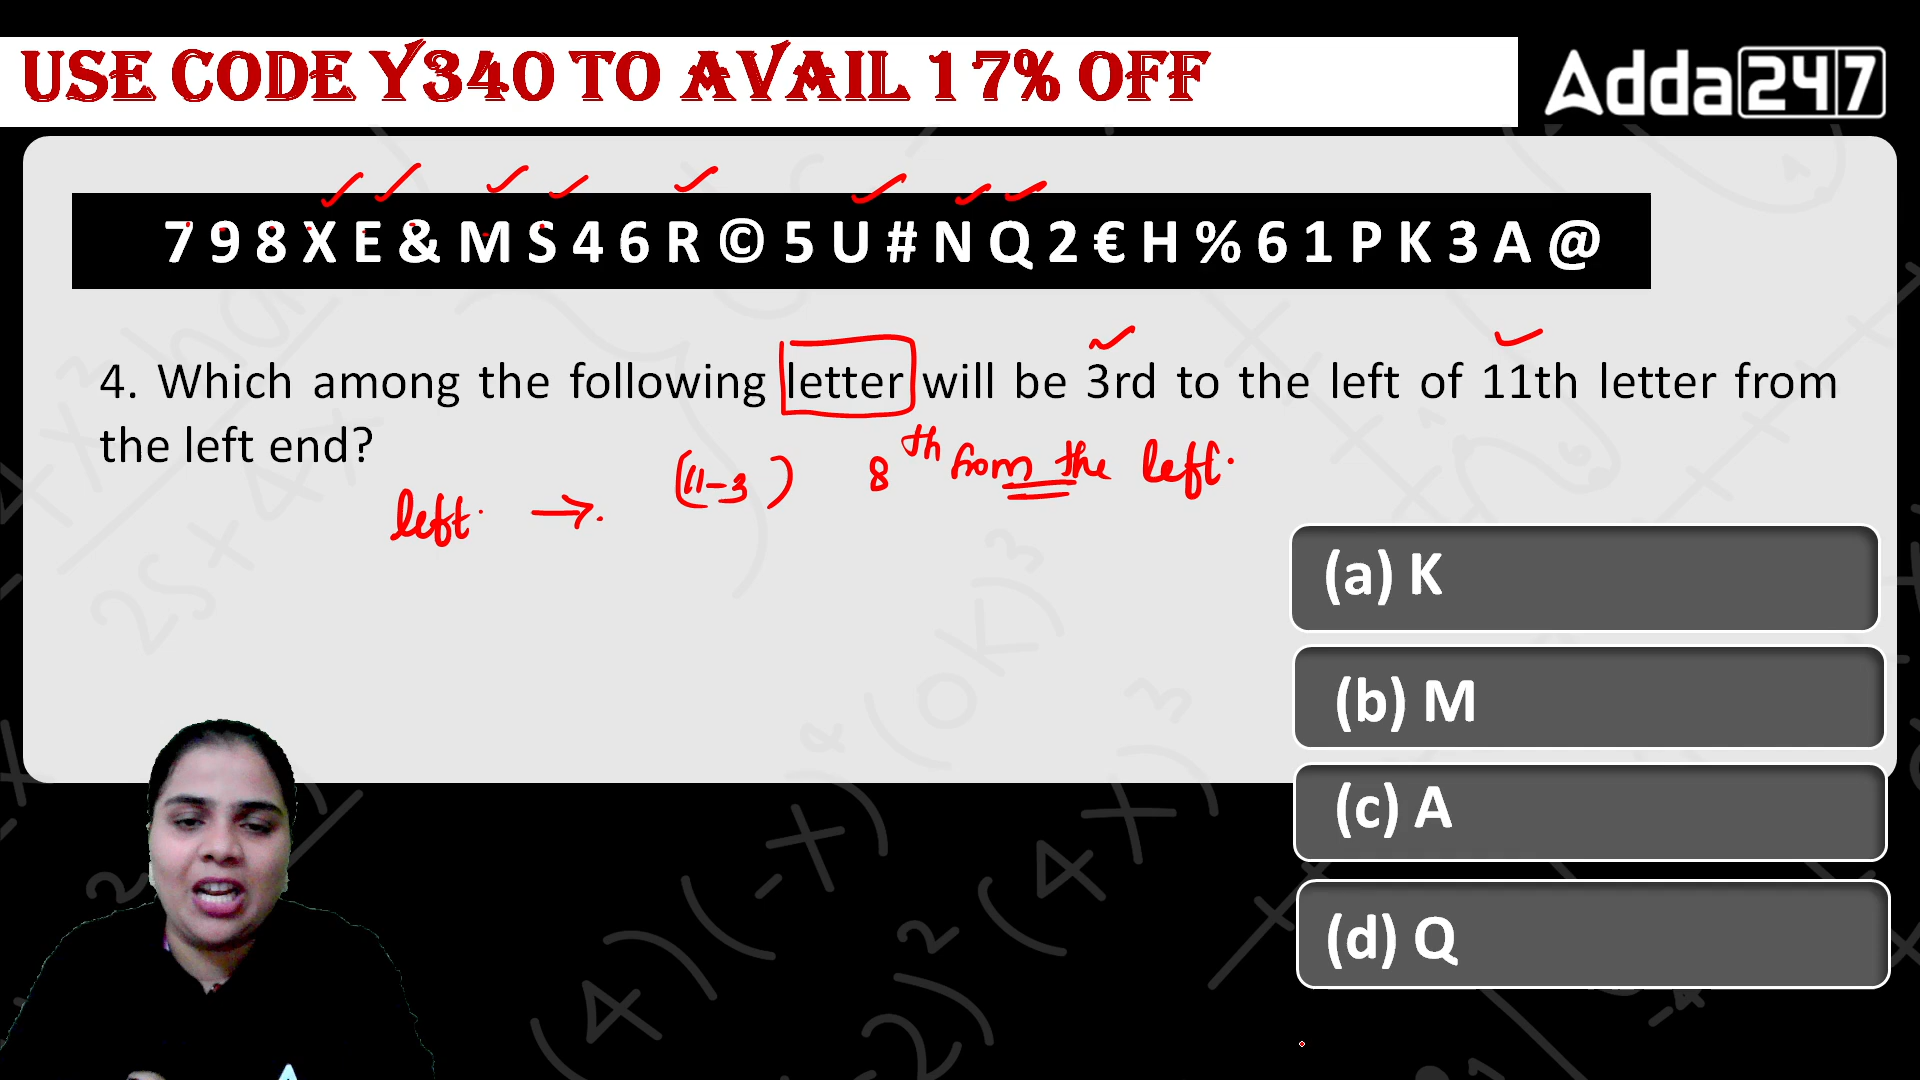 USE CODE Y340 TO AVAIL 17% OFF
Adda247
7 9 8 X E & M S 4 6 R © 5 U # N Q 2 € H % 6 1 P K 3 A @
4. Which among the following letter will be 3rd to the left of 11th letter from
the left end?
(11-3) 8th from the left.
left. →.
(a) K
(b) M
(c) A
(d) Q